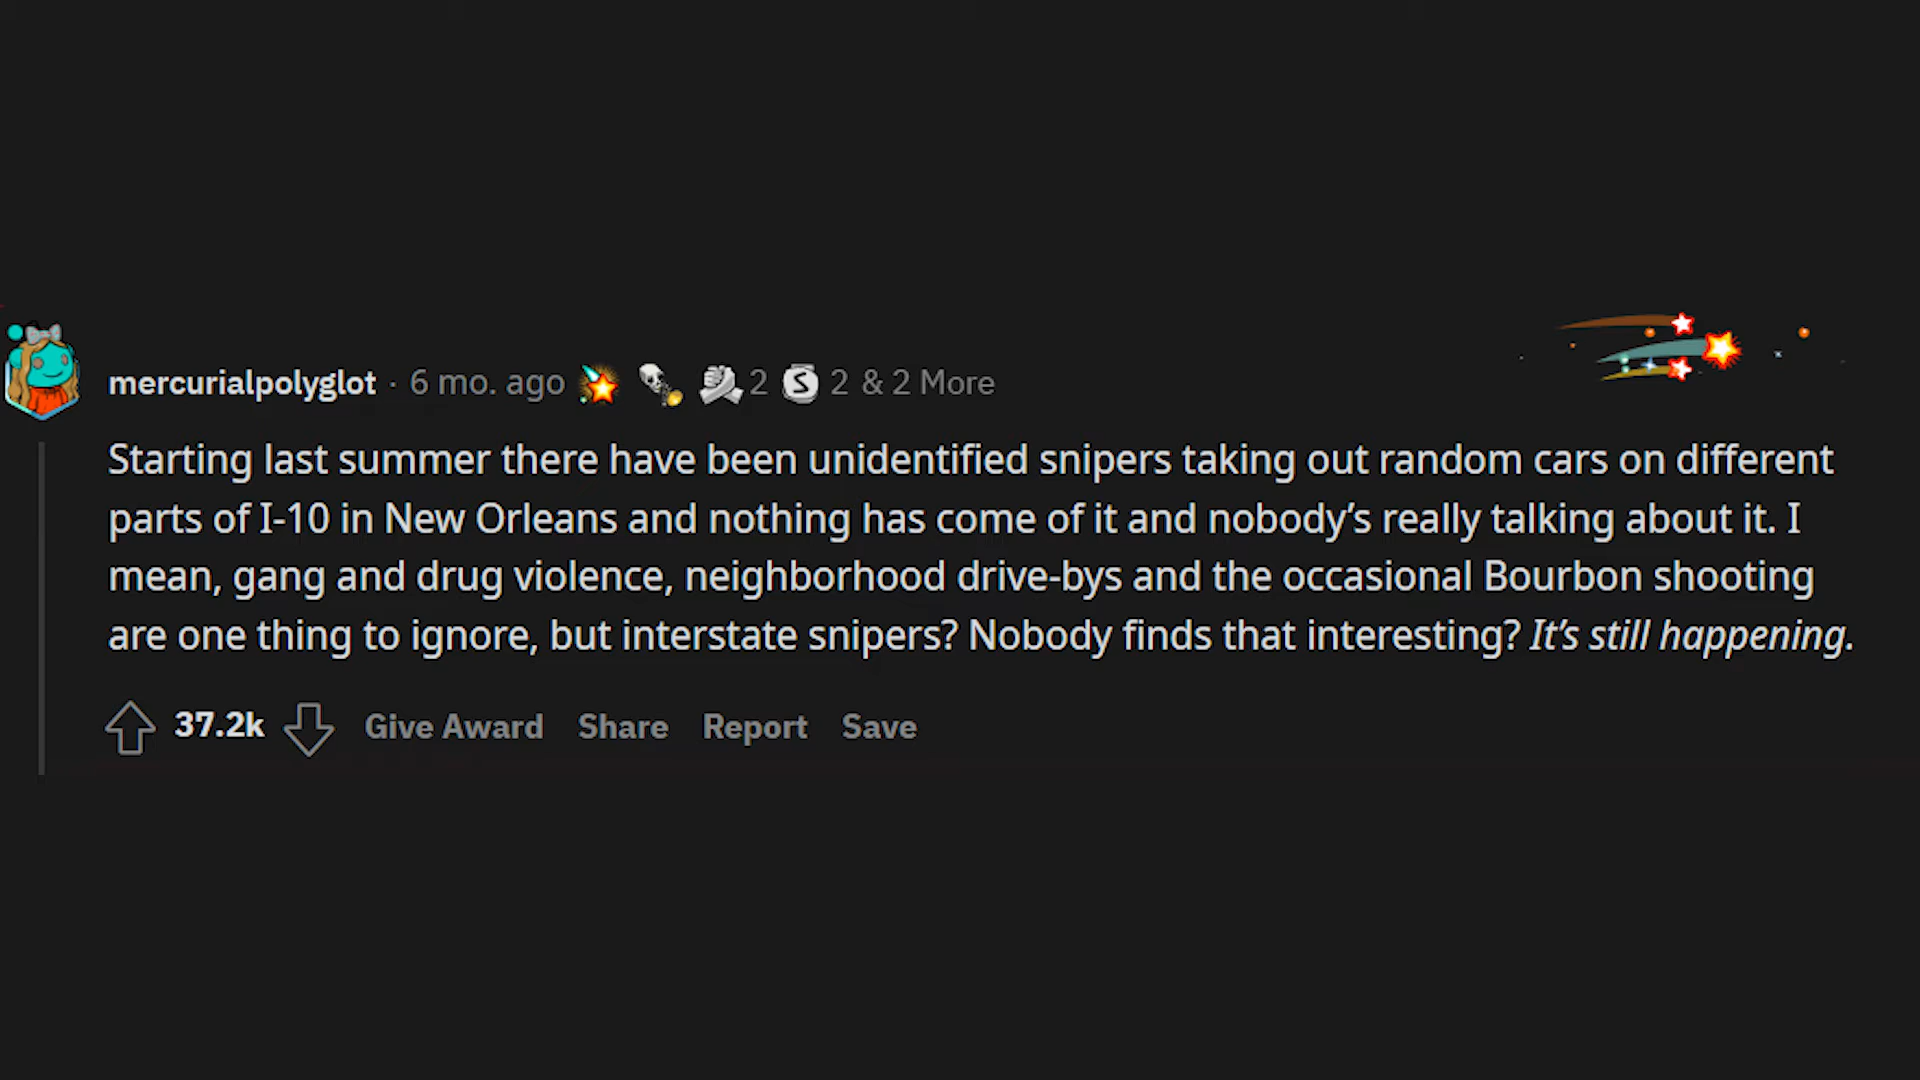 mercurialpolyglot · 6 mo. ago 2 S 2 & 2 More
Starting last summer there have been unidentified snipers taking out random cars on different
parts of I-10 in New Orleans and nothing has come of it and nobody’s really talking about it. I
mean, gang and drug violence, neighborhood drive-bys and the occasional Bourbon shooting
are one thing to ignore, but interstate snipers? Nobody finds that interesting? It’s still happening.
37.2k Give Award Share Report Save